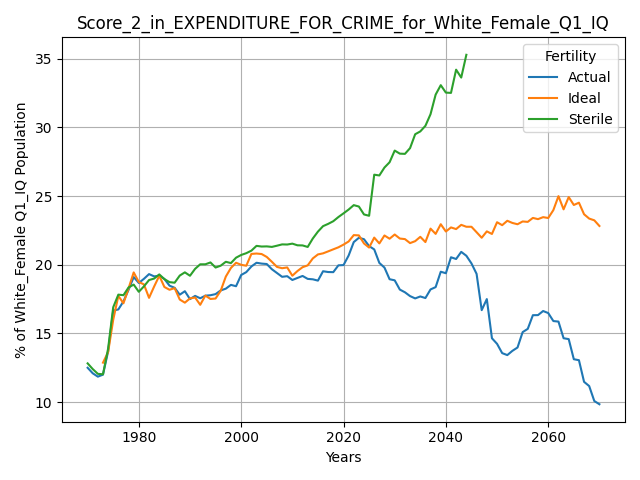 Score_2_in_EXPENDITURE_FOR_CRIME_for_White_Female_Q1_IQ
% of White_Female Q1_IQ Population
35
30
25
20
15
10
Fertility
Actual
Ideal
Sterile
1980 2000 2020 2040 2060
Years